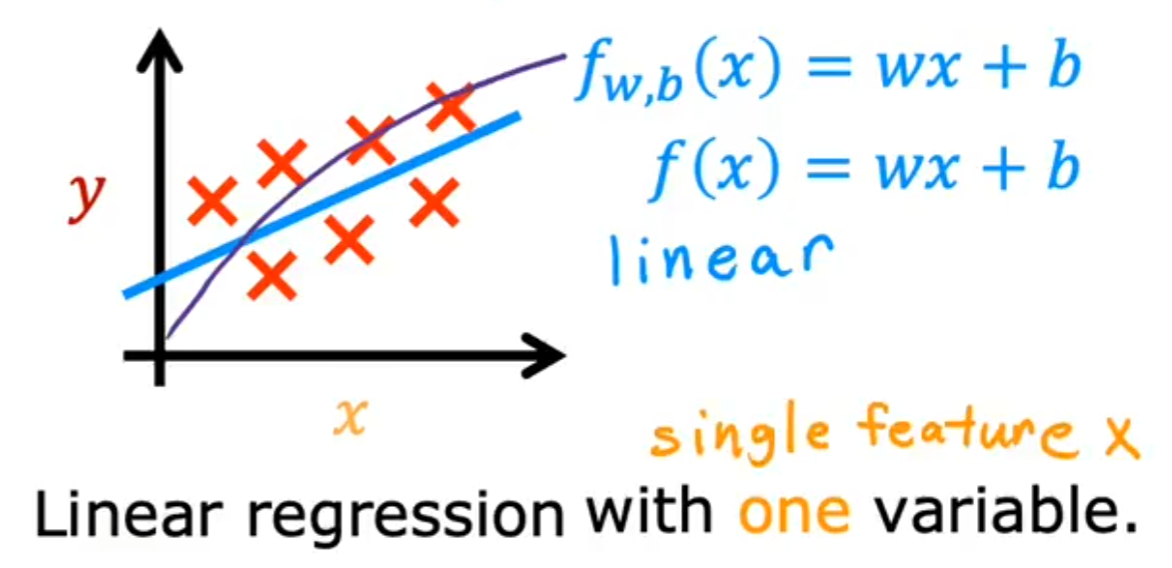 f_{w,b}(x) = wx + b
f(x) = wx + b
linear
y
x
single feature x
Linear regression with one variable.